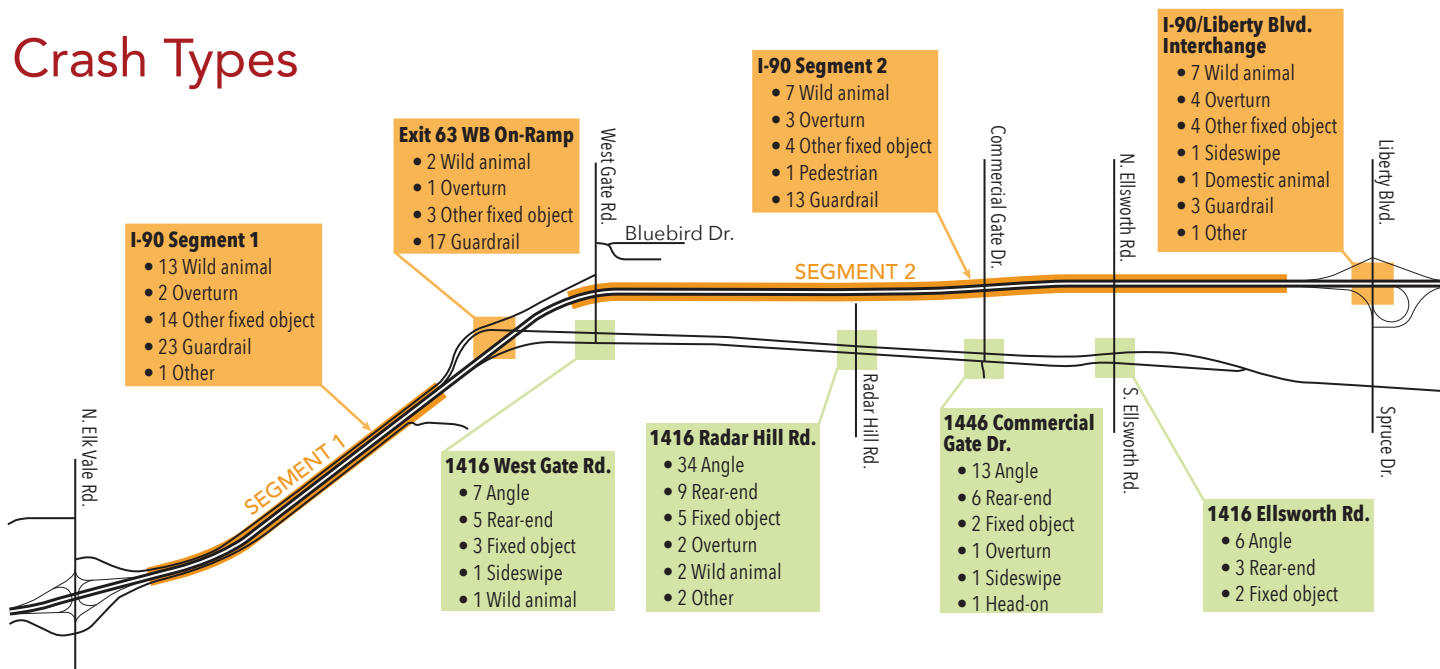 Crash Types
I-90 Segment 1
• 13 Wild animal
• 2 Overturn
• 14 Other fixed object
• 23 Guardrail
• 1 Other
Exit 63 WB On-Ramp
• 2 Wild animal
• 1 Overturn
• 3 Other fixed object
• 17 Guardrail
I-90 Segment 2
• 7 Wild animal
• 3 Overturn
• 4 Other fixed object
• 1 Pedestrian
• 13 Guardrail
I-90/Liberty Blvd.
Interchange
• 7 Wild animal
• 4 Overturn
• 4 Other fixed object
• 1 Sideswipe
• 1 Domestic animal
• 3 Guardrail
• 1 Other
West Gate Rd.
Bluebird Dr.
Commercial Gate Dr.
N. Ellsworth Rd.
Liberty Blvd.
SEGMENT 2
SEGMENT 1
N. Elk Vale Rd.
Radar Hill Rd.
S. Ellsworth Rd.
Spruce Dr.
1416 West Gate Rd.
• 7 Angle
• 5 Rear-end
• 3 Fixed object
• 1 Sideswipe
• 1 Wild animal
1416 Radar Hill Rd.
• 34 Angle
• 9 Rear-end
• 5 Fixed object
• 2 Overturn
• 2 Wild animal
• 2 Other
1446 Commercial
Gate Dr.
• 13 Angle
• 6 Rear-end
• 2 Fixed object
• 1 Overturn
• 1 Sideswipe
• 1 Head-on
1416 Ellsworth Rd.
• 6 Angle
• 3 Rear-end
• 2 Fixed object